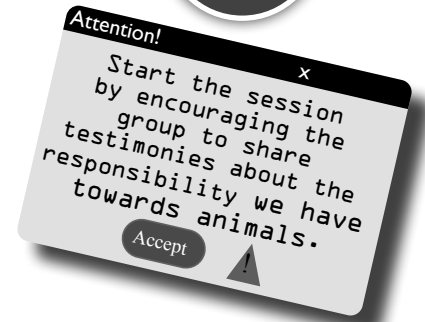 Attention!
x
Start the session
by encouraging the
group to share
testimonies about the
responsibility we have
towards animals.
Accept
!